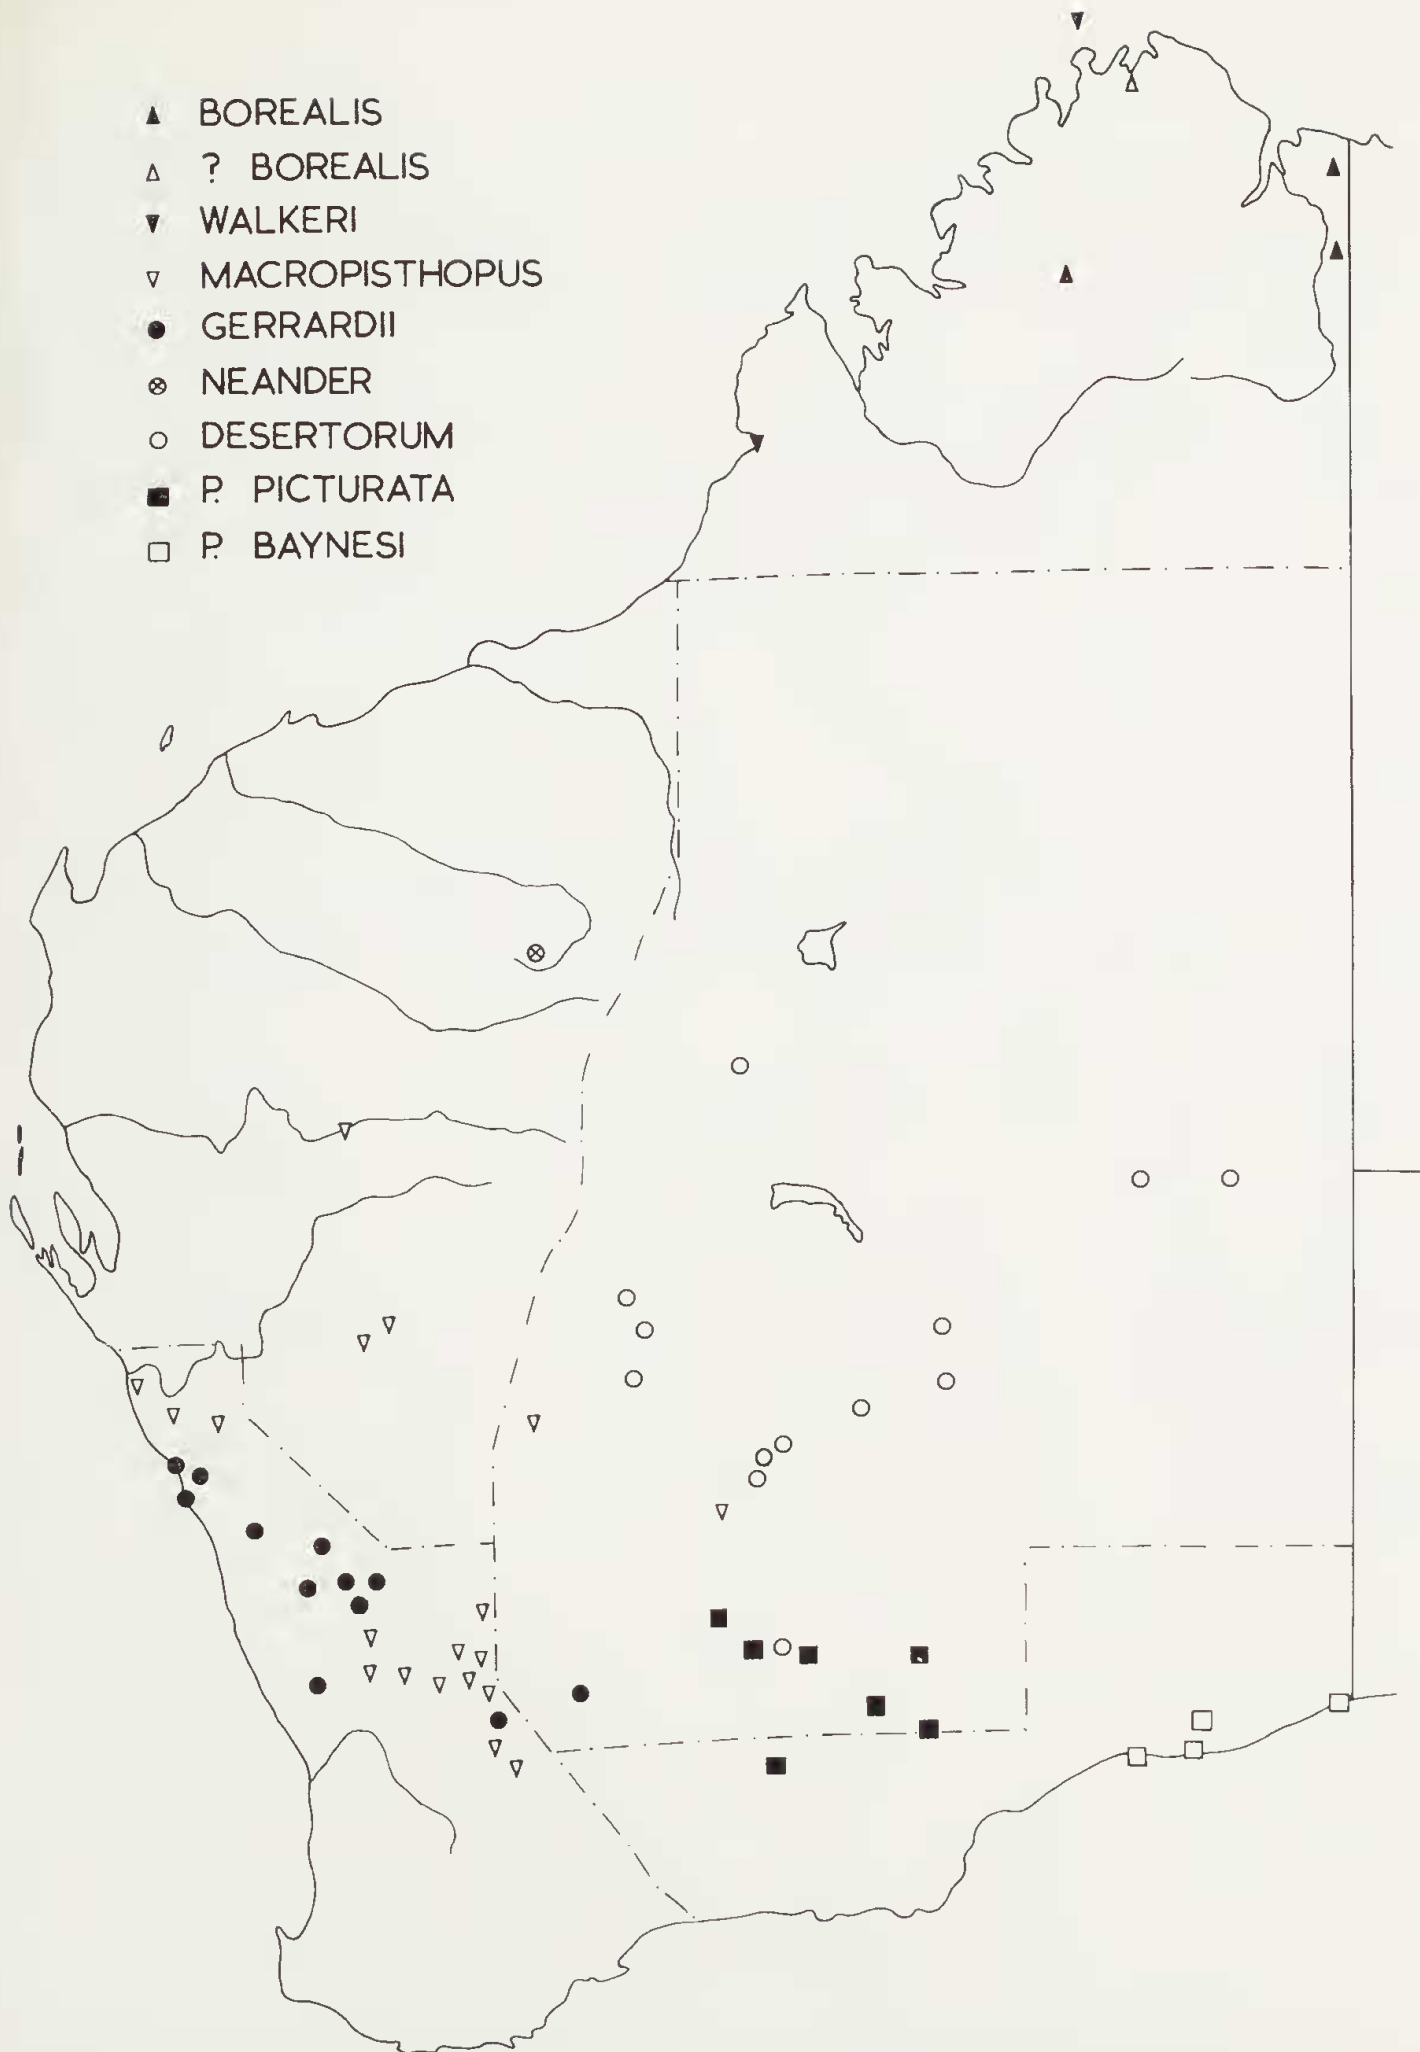 BOREALIS
? BOREALIS
WALKERI
MACROPISTHOPUS
GERRARDII
NEANDER
DESERTORUM
P. PICTURATA
P. BAYNESI